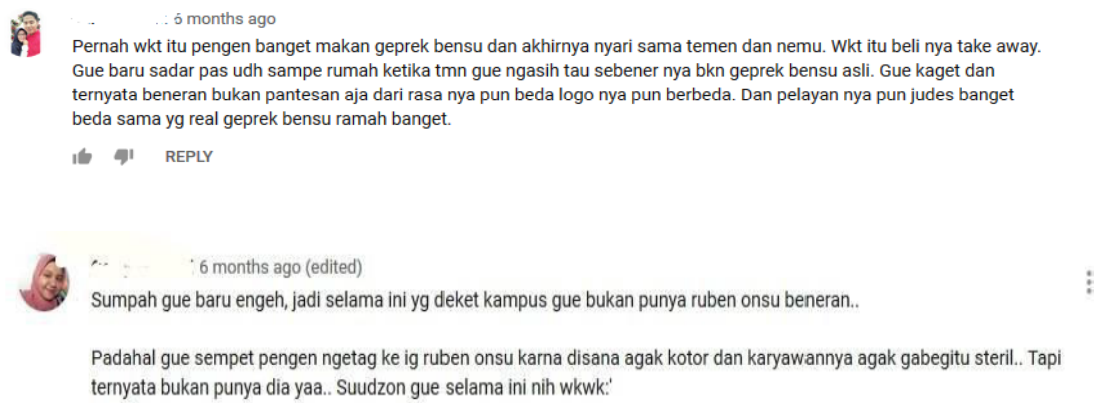 6 months ago
Pernah wkt itu pengen banget makan geprek bensu dan akhirnya nyari sama temen dan nemu. Wkt itu beli nya take away.
Gue baru sadar pas udh sampe rumah ketika tmn gue ngasih tau sebener nya bkn geprek bensu asli. Gue kaget dan
ternyata beneran bukan pantesan aja dari rasa nya pun beda logo nya pun berbeda. Dan pelayan nya pun judes banget
beda sama yg real geprek bensu ramah banget.
REPLY
6 months ago (edited)
Sumpah gue baru engeh, jadi selama ini yg deket kampus gue bukan punya ruben onsu beneran..
Padahal gue sempet pengen ngetag ke ig ruben onsu karna disana agak kotor dan karyawannya agak gabegitu steril.. Tapi
ternyata bukan punya dia yaa.. Suudzon gue selama ini nih wkwk:'